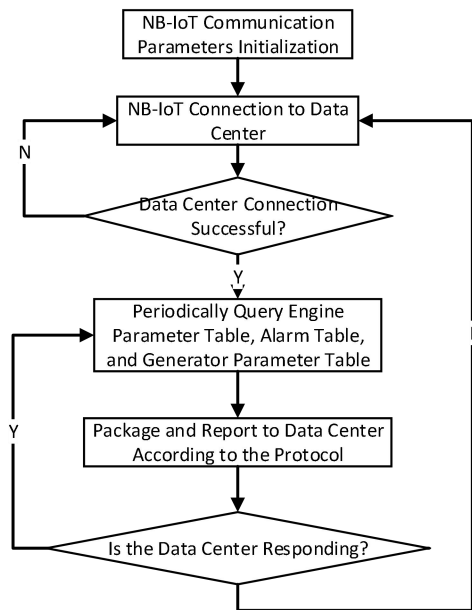 NB-IoT Communication
Parameters Initialization
NB-IoT Connection to Data
Center
N
Data Center Connection
Successful?
Y
Periodically Query Engine
Parameter Table, Alarm Table,
and Generator Parameter Table
Y
Package and Report to Data Center
According to the Protocol
Is the Data Center Responding?